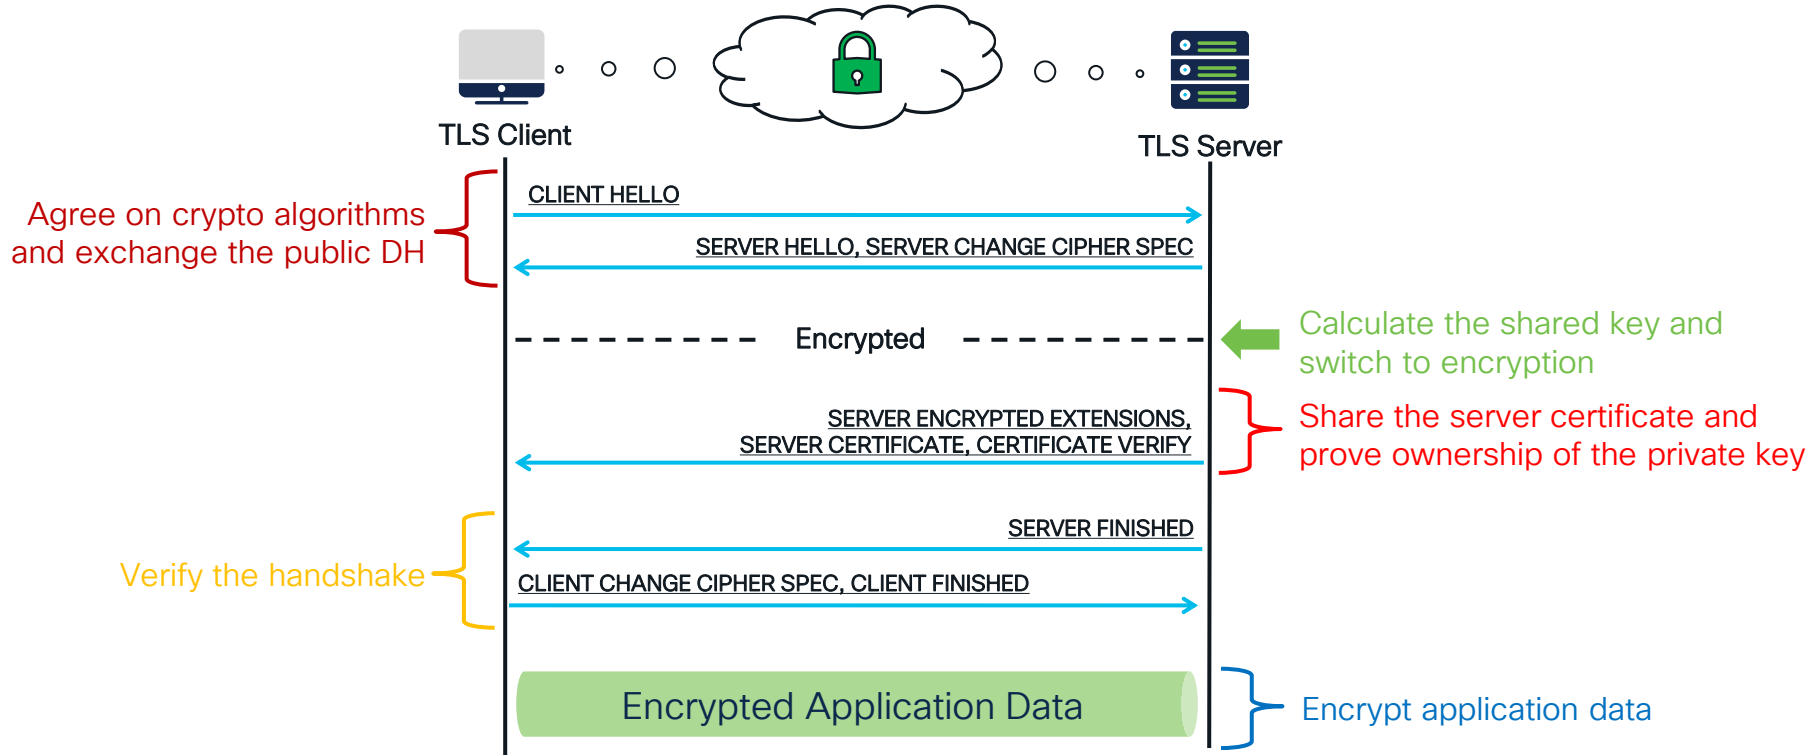 TLS Client
TLS Server
CLIENT HELLO
Agree on crypto algorithms
and exchange the public DH
SERVER HELLO, SERVER CHANGE CIPHER SPEC
Encrypted
Calculate the shared key and
switch to encryption
SERVER ENCRYPTED EXTENSIONS,
SERVER CERTIFICATE, CERTIFICATE VERIFY
Share the server certificate and
prove ownership of the private key
SERVER FINISHED
Verify the handshake
CLIENT CHANGE CIPHER SPEC, CLIENT FINISHED
Encrypted Application Data
Encrypt application data